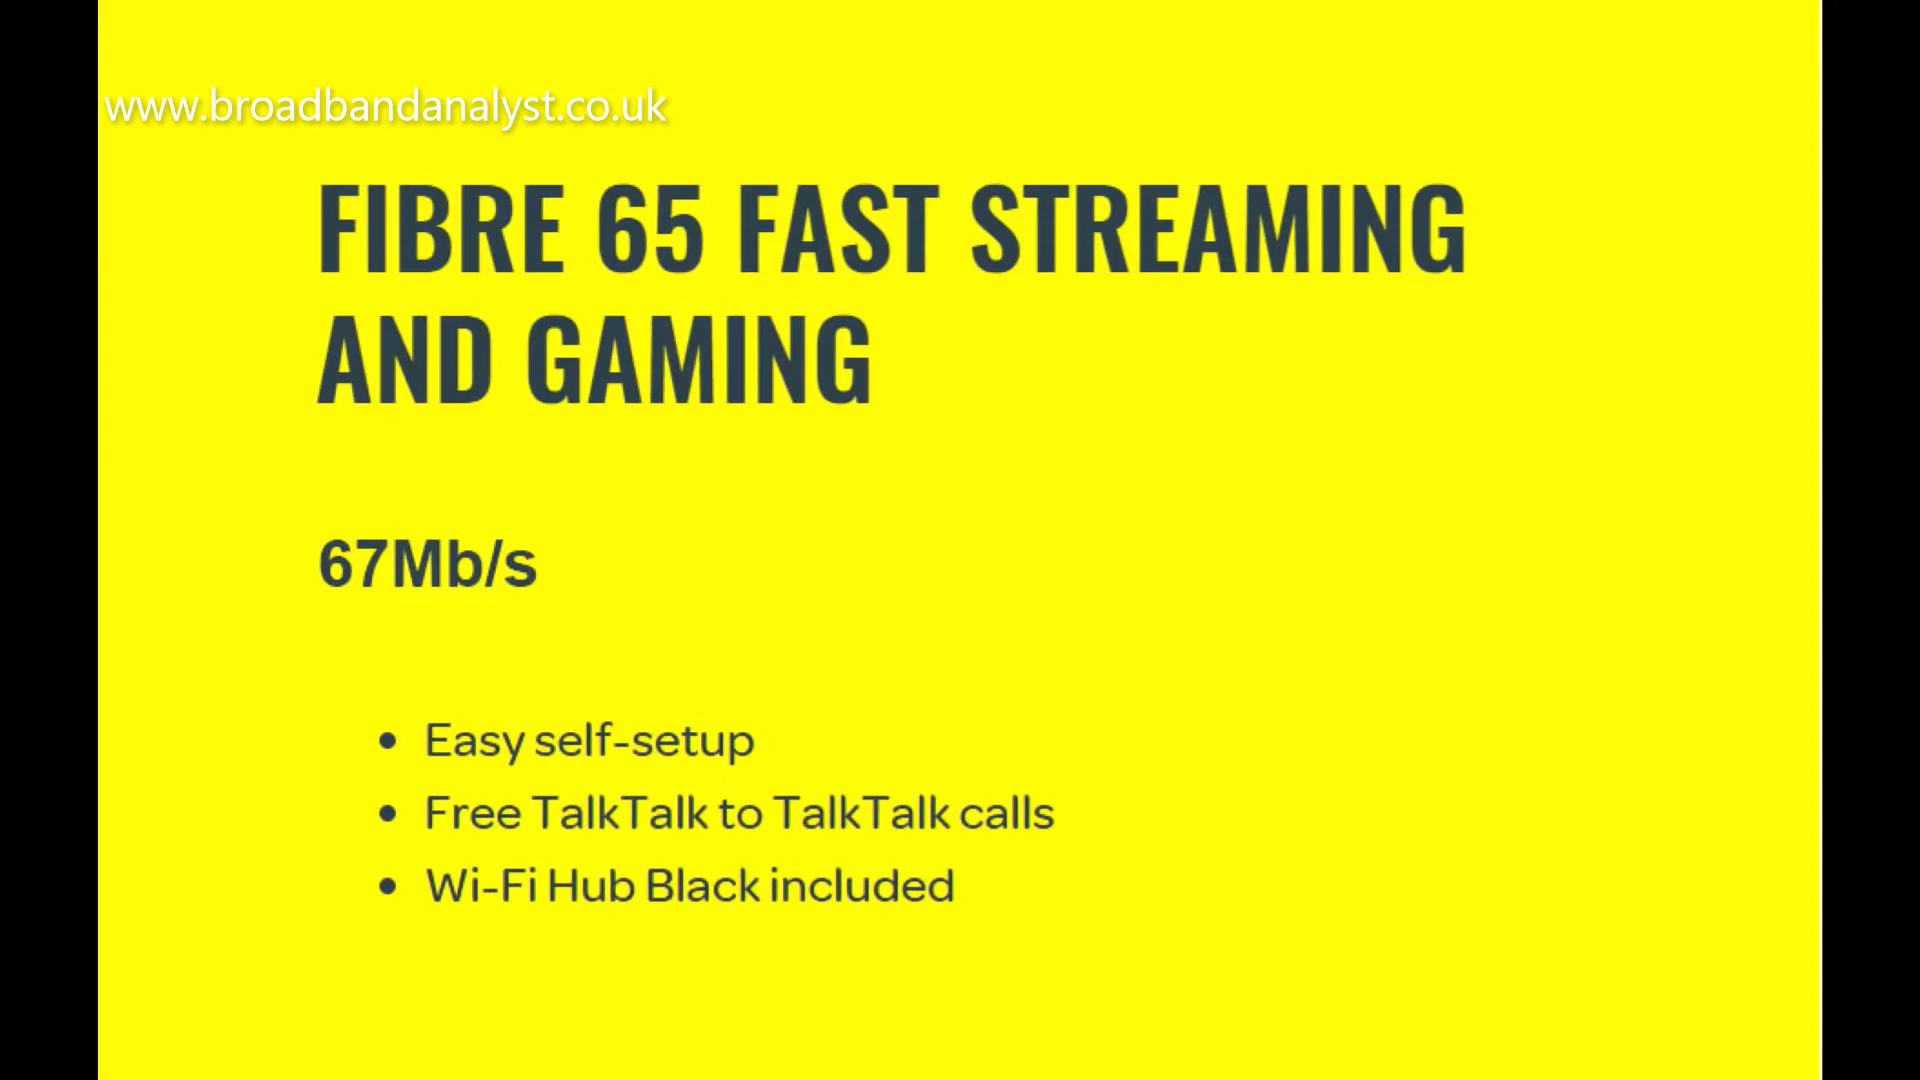 www.broadbandanalyst.co.uk
FIBRE 65 FAST STREAMING
AND GAMING
67Mb/s
• Easy self-setup
• Free TalkTalk to TalkTalk calls
• Wi-Fi Hub Black included